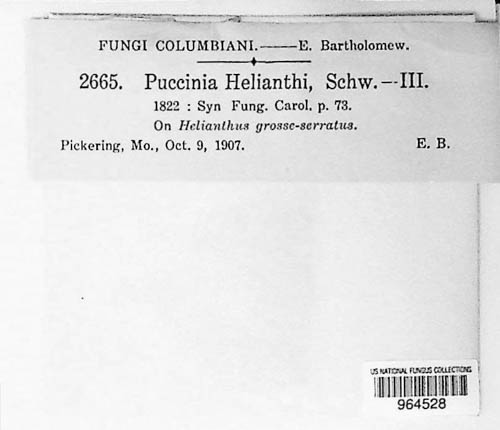 FUNGI COLUMBIANI.——E. Bartholomew.
2665. Puccinia Helianthi, Schw.—III.
1822 : Syn Fung. Carol. p. 73.
On Helianthus grosse-serratus.
Pickering, Mo., Oct. 9, 1907. E. B.
US NATIONAL FUNGUS COLLECTIONS
964528